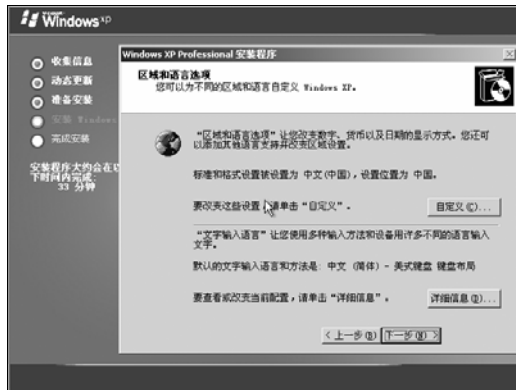 Microsoft
Windows xp
收集信息
动态更新
准备安装
安装 Windows
完成安装
安装程序大约会在以
下时间内完成:
33 分钟
Windows XP Professional 安装程序
区域和语言选项
您可以为不同的区域和语言自定义 Windows XP。
“区域和语言选项”让您改变数字、货币以及日期的显示方式。您还可
以添加其他语言支持并改变区域设置。
标准和格式设置被设置为 中文(中国)，设置位置为 中国。
要改变这些设置，请单击“自定义”。
自定义(C)...
“文字输入语言”让您使用多种输入方法和设备用许多不同的语言输入
文字。
默认的文字输入语言和方法是: 中文 (简体) - 美式键盘 键盘布局
要查看或改变当前配置，请单击“详细信息”。
详细信息(D)...
< 上一步(B)
下一步(N) >